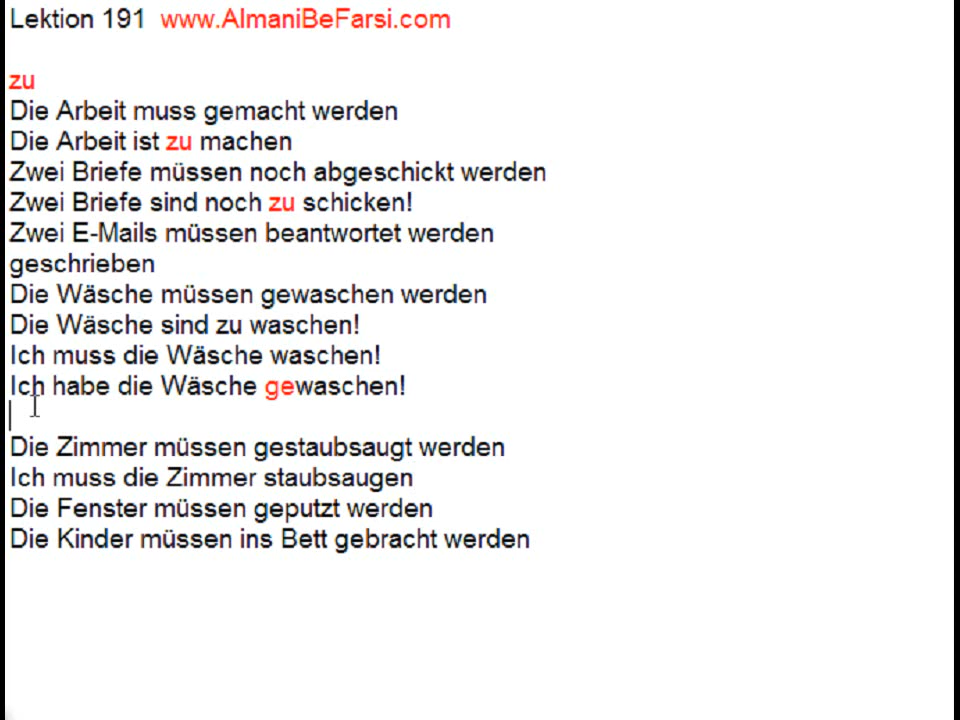 Lektion 191 www.AlmaniBeFarsi.com
zu
Die Arbeit muss gemacht werden
Die Arbeit ist zu machen
Zwei Briefe müssen noch abgeschickt werden
Zwei Briefe sind noch zu schicken!
Zwei E-Mails müssen beantwortet werden
geschrieben
Die Wäsche müssen gewaschen werden
Die Wäsche sind zu waschen!
Ich muss die Wäsche waschen!
Ich habe die Wäsche gewaschen!
Die Zimmer müssen gestaubsaugt werden
Ich muss die Zimmer staubsaugen
Die Fenster müssen geputzt werden
Die Kinder müssen ins Bett gebracht werden